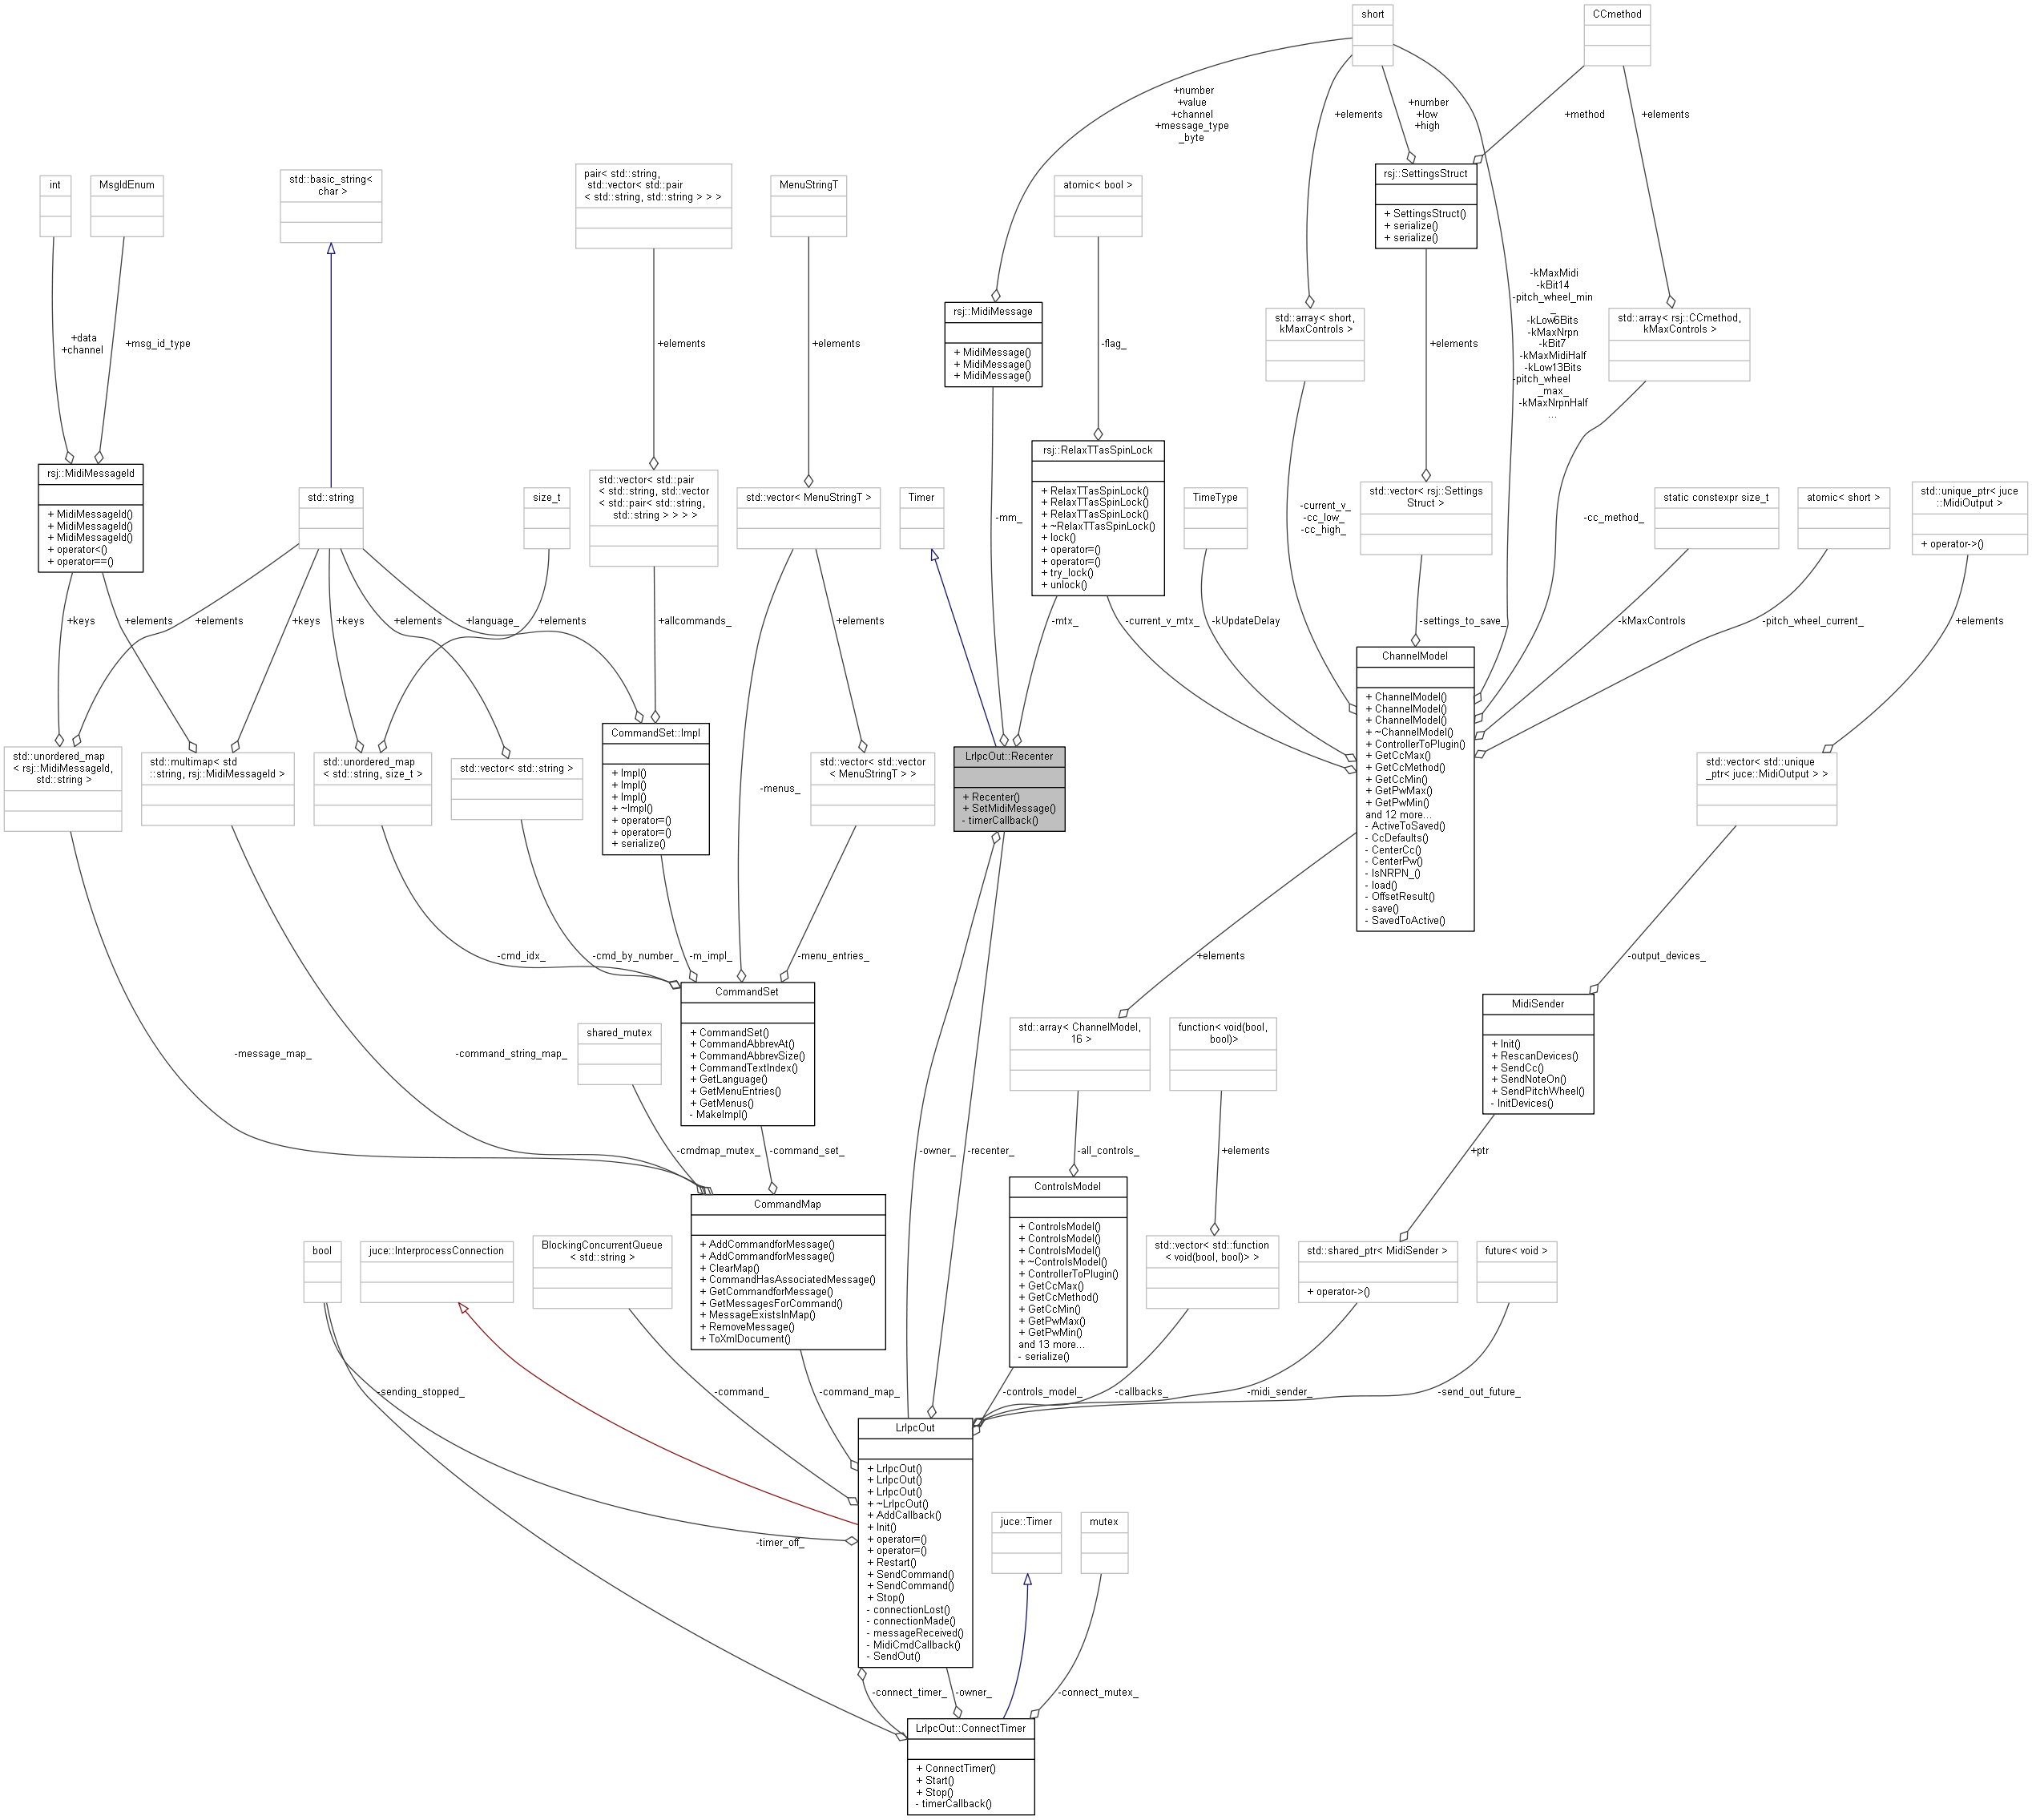 short
CCmethod
+number
+value
+channel
+message_type
_byte
+elements
+number
+low
+high
+method
+elements
int
MsgIdEnum
std::basic_string<
char >
pair< std::string,
std::vector< std::pair
< std::string, std::string > > >
MenuStringT
atomic< bool >
rsj::SettingsStruct
+ SettingsStruct()
+ serialize()
+ serialize()
+data
+channel
+msg_id_type
+elements
+elements
rsj::MidiMessage
+ MidiMessage()
+ MidiMessage()
+ MidiMessage()
-flag_
std::array< short,
kMaxControls >
+elements
-kMaxMidi
-kBit14
-pitch_wheel_min
_
-kLow6Bits
-kMaxNrpn
-kBit7
-kMaxMidiHalf
-kLow13Bits
-pitch_wheel
_max_
-kMaxNrpnHalf
...
std::array< rsj::CCmethod,
kMaxControls >
rsj::MidiMessageId
+ MidiMessageId()
+ MidiMessageId()
+ MidiMessageId()
+ operator<()
+ operator==()
std::string
size_t
std::vector< std::pair
< std::string, std::vector
< std::pair< std::string,
std::string > > > >
std::vector< MenuStringT >
Timer
-mm_
rsj::RelaxTTasSpinLock
+ RelaxTTasSpinLock()
+ RelaxTTasSpinLock()
+ RelaxTTasSpinLock()
+ ~RelaxTTasSpinLock()
+ lock()
+ operator=()
+ operator=()
+ try_lock()
+ unlock()
TimeType
-current_v_
-cc_low_
-cc_high_
std::vector< rsj::Settings
Struct >
-cc_method_
static constexpr size_t
atomic< short >
std::unique_ptr< juce
::MidiOutput >
+ operator->()
+keys
+elements
+elements
+keys
+keys
+elements
+language_
+elements
+allcommands_
+elements
-mtx_
-current_v_mtx_
-kUpdateDelay
-settings_to_save_
-kMaxControls
-pitch_wheel_current_
+elements
std::unordered_map
< rsj::MidiMessageId,
std::string >
std::multimap< std
::string, rsj::MidiMessageId >
std::unordered_map
< std::string, size_t >
std::vector< std::string >
CommandSet::Impl
+ Impl()
+ Impl()
+ Impl()
+ ~Impl()
+ operator=()
+ operator=()
+ serialize()
-menus_
std::vector< std::vector
< MenuStringT > >
LrIpcOut::Recenter
+ Recenter()
+ SetMidiMessage()
- timerCallback()
ChannelModel
+ ChannelModel()
+ ChannelModel()
+ ChannelModel()
+ ~ChannelModel()
+ ControllerToPlugin()
+ GetCcMax()
+ GetCcMethod()
+ GetCcMin()
+ GetPwMax()
+ GetPwMin()
and 12 more...
- ActiveToSaved()
- CcDefaults()
- CenterCc()
- CenterPw()
- IsNRPN_()
- load()
- OffsetResult()
- save()
- SavedToActive()
std::vector< std::unique
_ptr< juce::MidiOutput > >
-cmd_idx_
-cmd_by_number_
-m_impl_
-menu_entries_
+elements
-output_devices_
CommandSet
+ CommandSet()
+ CommandAbbrevAt()
+ CommandAbbrevSize()
+ CommandTextIndex()
+ GetLanguage()
+ GetMenuEntries()
+ GetMenus()
- MakeImpl()
-message_map_
-command_string_map_
shared_mutex
std::array< ChannelModel,
16 >
function< void(bool,
bool)>
MidiSender
+ Init()
+ RescanDevices()
+ SendCc()
+ SendNoteOn()
+ SendPitchWheel()
- InitDevices()
-cmdmap_mutex_
-command_set_
-owner_
-recenter_
-all_controls_
+elements
+ptr
CommandMap
+ AddCommandforMessage()
+ AddCommandforMessage()
+ ClearMap()
+ CommandHasAssociatedMessage()
+ GetCommandforMessage()
+ GetMessagesForCommand()
+ MessageExistsInMap()
+ RemoveMessage()
+ ToXmlDocument()
ControlsModel
+ ControlsModel()
+ ControlsModel()
+ ControlsModel()
+ ~ControlsModel()
+ ControllerToPlugin()
+ GetCcMax()
+ GetCcMethod()
+ GetCcMin()
+ GetPwMax()
+ GetPwMin()
and 13 more...
- serialize()
bool
juce::InterprocessConnection
BlockingConcurrentQueue
< std::string >
std::vector< std::function
< void(bool, bool)> >
std::shared_ptr< MidiSender >
+ operator->()
future< void >
-sending_stopped_
-command_
-command_map_
-controls_model_
-callbacks_
-midi_sender_
-send_out_future_
LrIpcOut
+ LrIpcOut()
+ LrIpcOut()
+ LrIpcOut()
+ ~LrIpcOut()
+ AddCallback()
+ Init()
+ operator=()
+ operator=()
+ Restart()
+ SendCommand()
+ SendCommand()
+ Stop()
- connectionLost()
- connectionMade()
- messageReceived()
- MidiCmdCallback()
- SendOut()
-timer_off_
juce::Timer
mutex
-connect_timer_
-owner_
-connect_mutex_
LrIpcOut::ConnectTimer
+ ConnectTimer()
+ Start()
+ Stop()
- timerCallback()